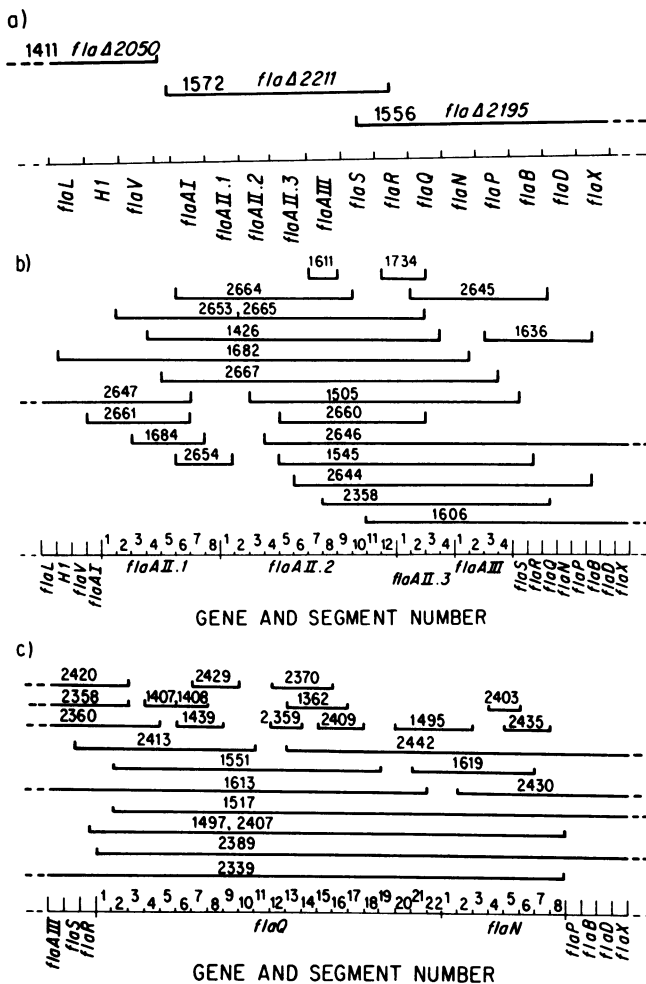 a)
1411 flaΔ2050
1572 flaΔ2211
1556 flaΔ2195
flaL H1 flaV flaAI flaAII.1 flaAII.2 flaAII.3 flaAIII flaS flaR flaQ flaN flaP flaB flaD flaX
b)
1611 1734
2664 2645
2653, 2665
1426 1636
1682
2667
2647 1505
2661 2660
1684 2646
2654 1545
2644
2358
1606
1 2 3 4 5 6 7 8 1 2 3 4 5 6 7 8 9 10 11 12 1 2 3 4 1 2 3 4
flaL H1 flaV flaAI flaAII.1 flaAII.2 flaAII.3 flaAIII flaS flaR flaQ flaN flaP flaB flaD flaX
GENE AND SEGMENT NUMBER
c)
2420 2429 2370
2358 1407,1408 1362 2403
2360 1439 2,359 2409 1495 2435
2413 2442
1551 1619
1613 2430
1517
1497, 2407
2389
2339
1 2 3 4 5 6 7 8 9 10 11 12 13 14 15 16 17 18 19 20 21 22 1 2 3 4 5 6 7 8
flaAIII flaS flaR flaQ flaN flaP flaB flaD flaX
GENE AND SEGMENT NUMBER